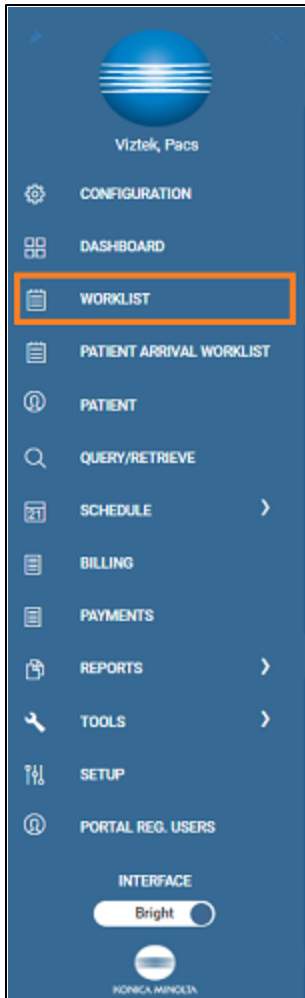 Viztek, Pacs
CONFIGURATION
DASHBOARD
WORKLIST
PATIENT ARRIVAL WORKLIST
PATIENT
QUERY/RETRIEVE
21 SCHEDULE
BILLING
PAYMENTS
REPORTS
TOOLS
SETUP
PORTAL REG. USERS
INTERFACE
Bright
KONICA MINOLTA